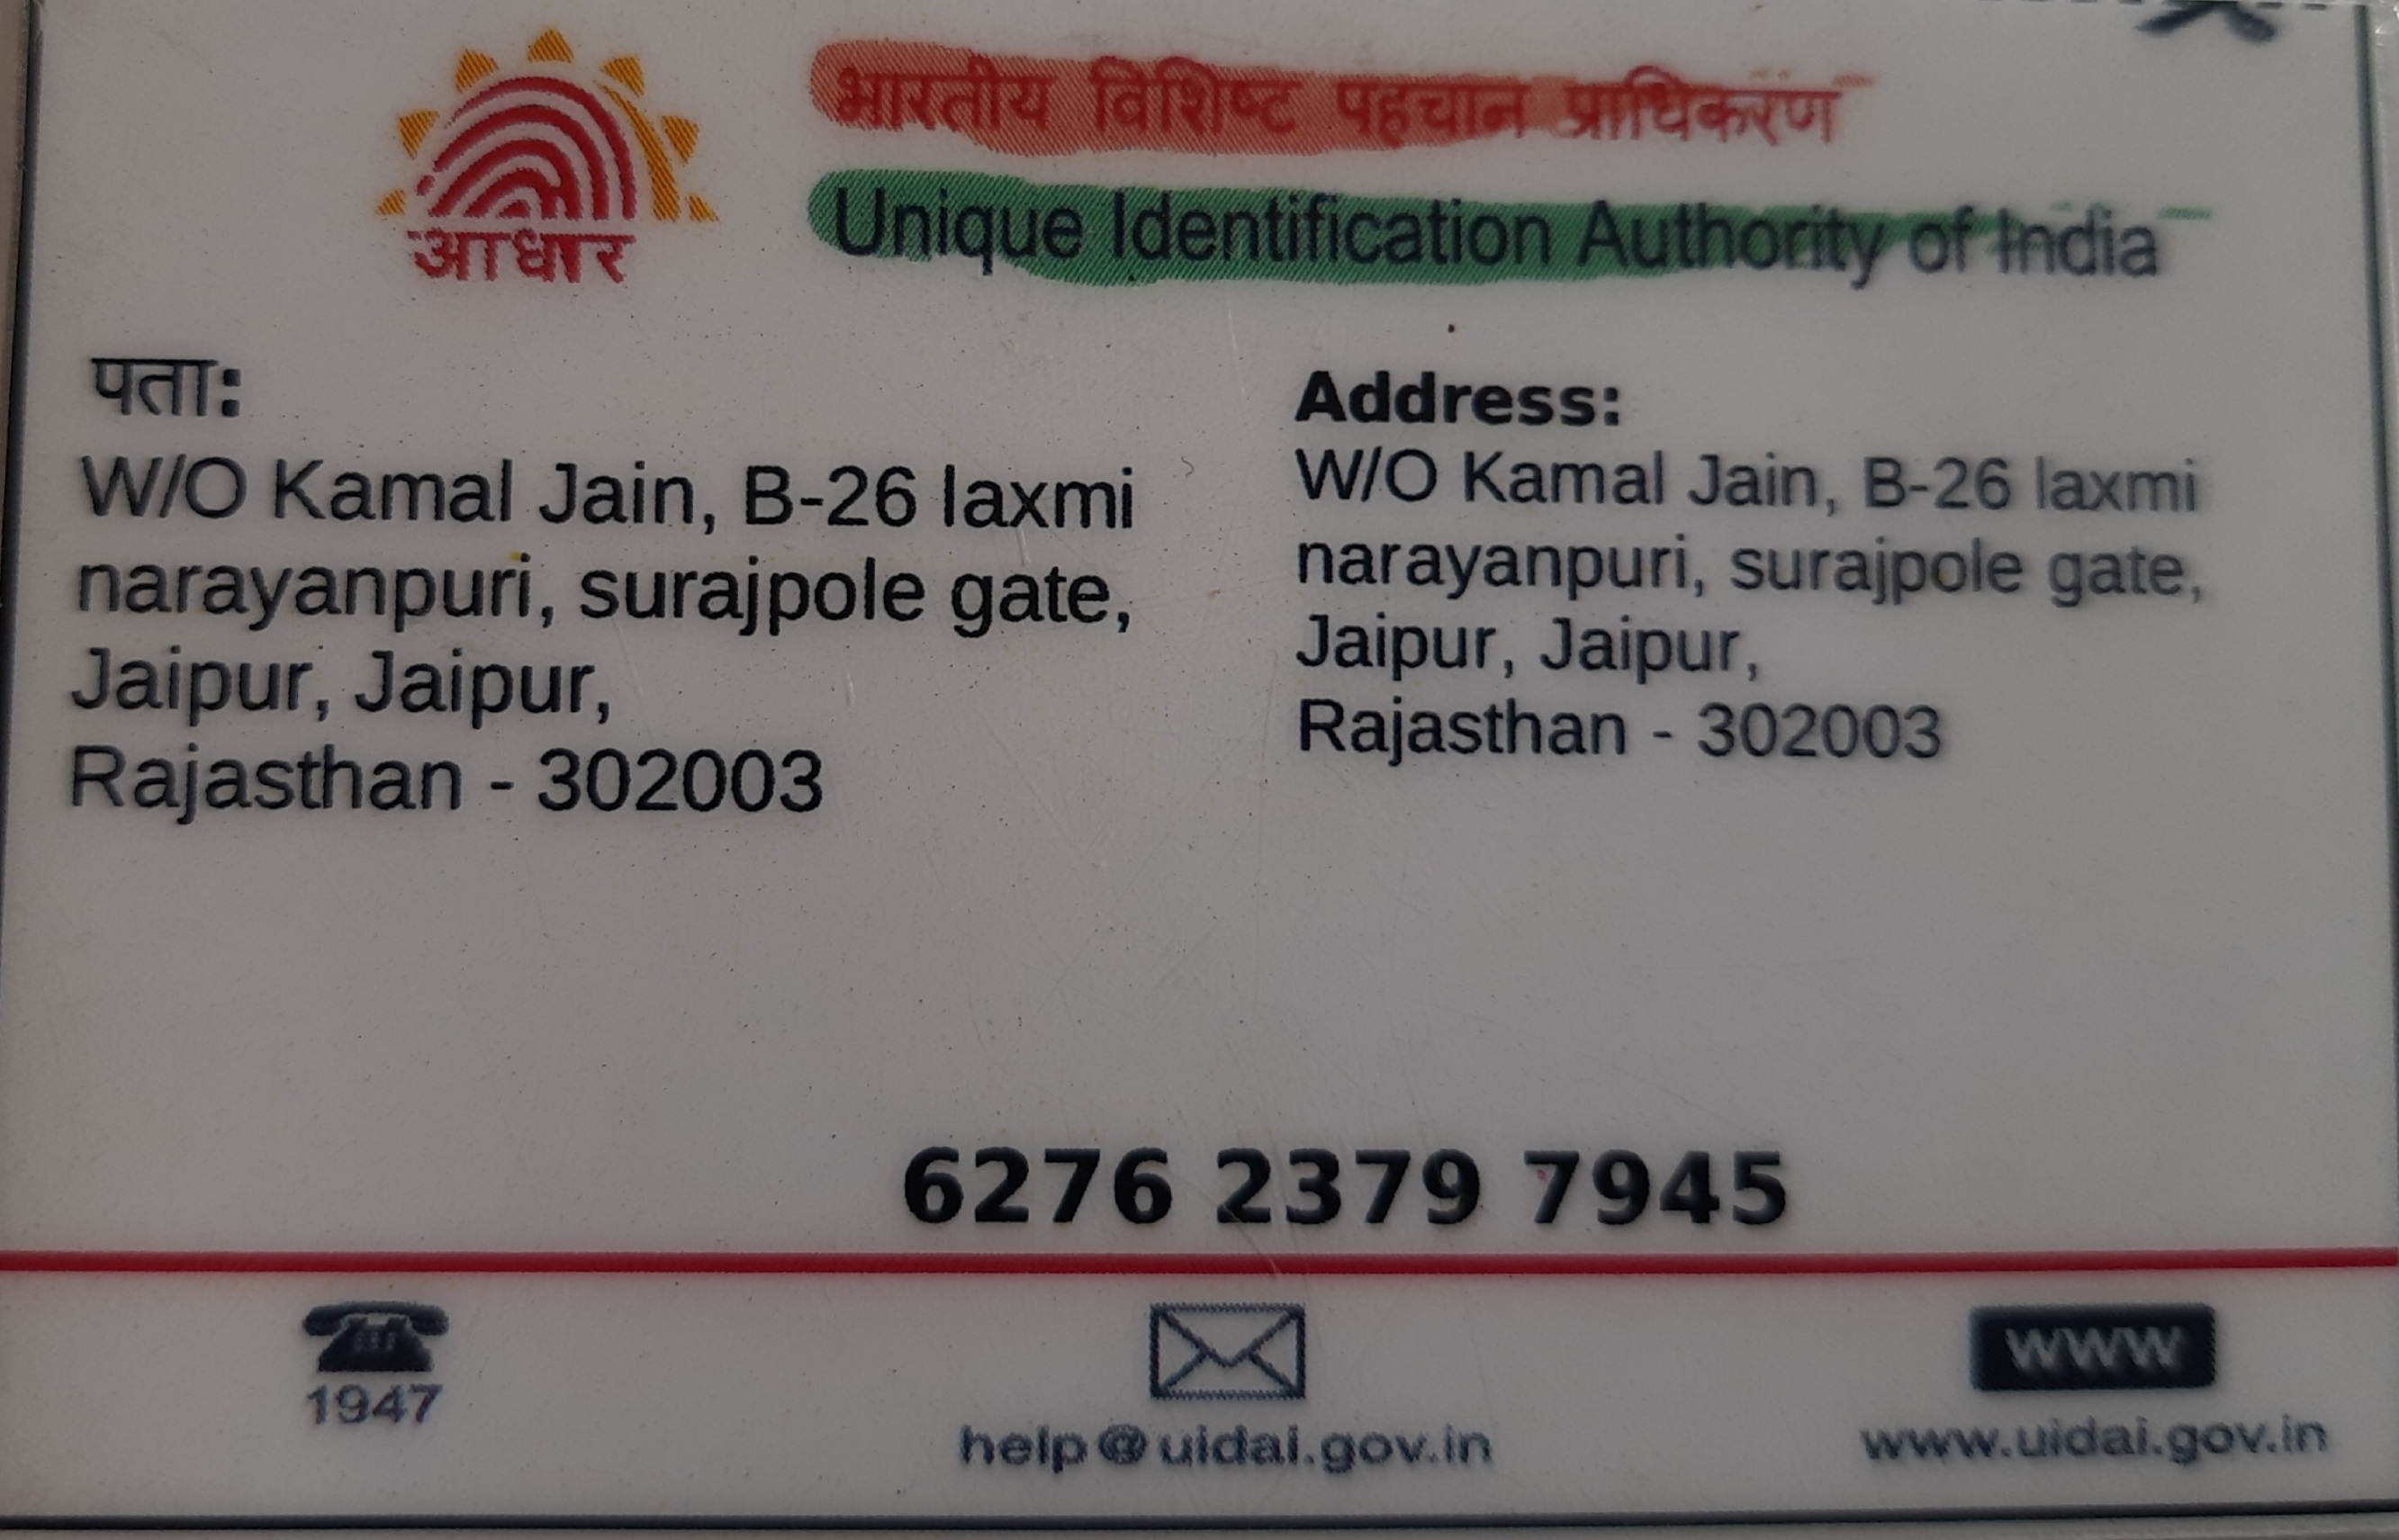 आधार
भारतीय विशिष्ट पहचान प्राधिकरण
Unique Identification Authority of India
पता:
W/O Kamal Jain, B-26 laxmi
narayanpuri, surajpole gate,
Jaipur, Jaipur,
Rajasthan - 302003
Address:
W/O Kamal Jain, B-26 laxmi
narayanpuri, surajpole gate,
Jaipur, Jaipur,
Rajasthan - 302003
6276 2379 7945
1947
help@uidai.gov.in
www
www.uidai.gov.in